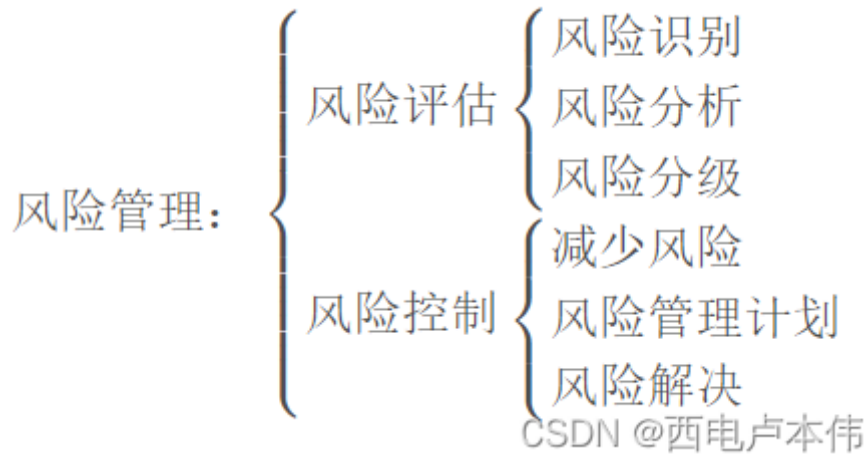 风险管理：
风险评估
风险识别
风险分析
风险分级
风险控制
减少风险
风险管理计划
风险解决
CSDN @西电卢本伟